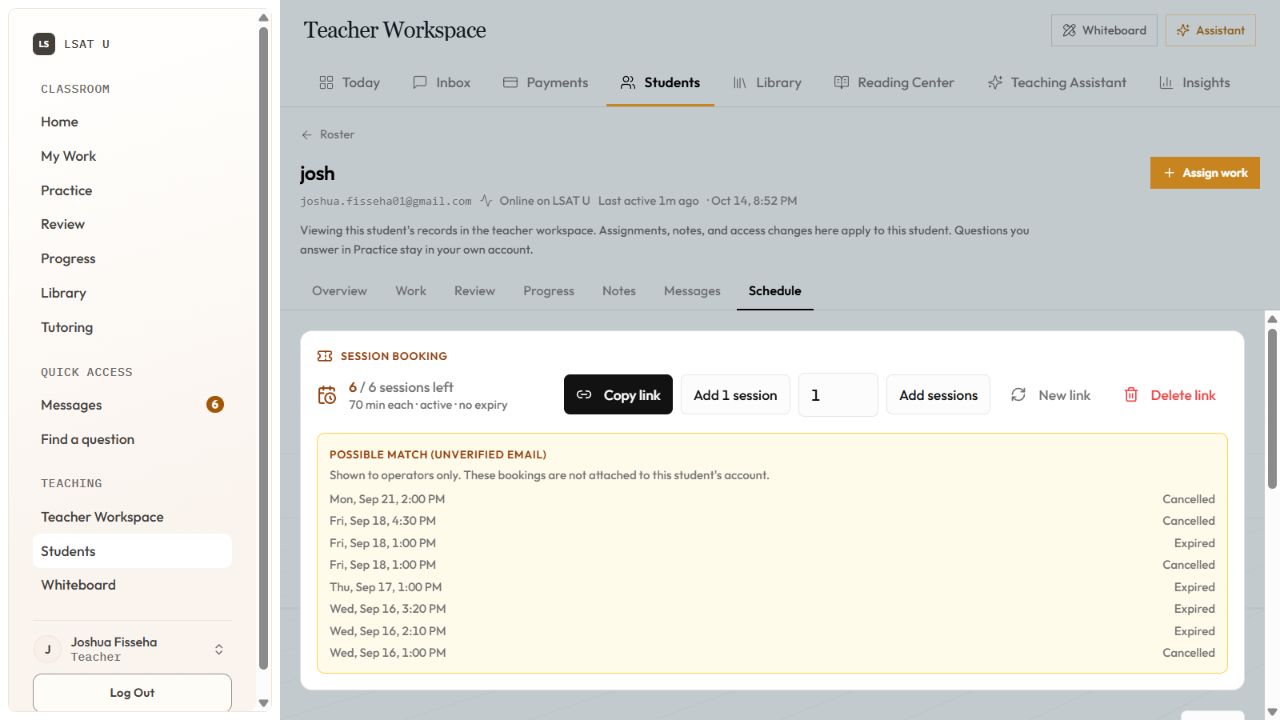 LS LSAT U
CLASSROOM
Home
My Work
Practice
Review
Progress
Library
Tutoring
QUICK ACCESS
Messages 6
Find a question
TEACHING
Teacher Workspace
Students
Whiteboard
J Joshua Fisseha
Teacher
Log Out
Teacher Workspace
Whiteboard Assistant
Today Inbox Payments Students Library Reading Center Teaching Assistant Insights
← Roster
josh
+ Assign work
joshua.fisseha01@gmail.com Online on LSAT U Last active 1m ago · Oct 14, 8:52 PM
Viewing this student's records in the teacher workspace. Assignments, notes, and access changes here apply to this student. Questions you
answer in Practice stay in your own account.
Overview Work Review Progress Notes Messages Schedule
SESSION BOOKING
6 / 6 sessions left
70 min each · active · no expiry
Copy link Add 1 session 1 Add sessions New link Delete link
POSSIBLE MATCH (UNVERIFIED EMAIL)
Shown to operators only. These bookings are not attached to this student's account.
Mon, Sep 21, 2:00 PM Cancelled
Fri, Sep 18, 4:30 PM Cancelled
Fri, Sep 18, 1:00 PM Expired
Fri, Sep 18, 1:00 PM Cancelled
Thu, Sep 17, 1:00 PM Expired
Wed, Sep 16, 3:20 PM Expired
Wed, Sep 16, 2:10 PM Expired
Wed, Sep 16, 1:00 PM Cancelled